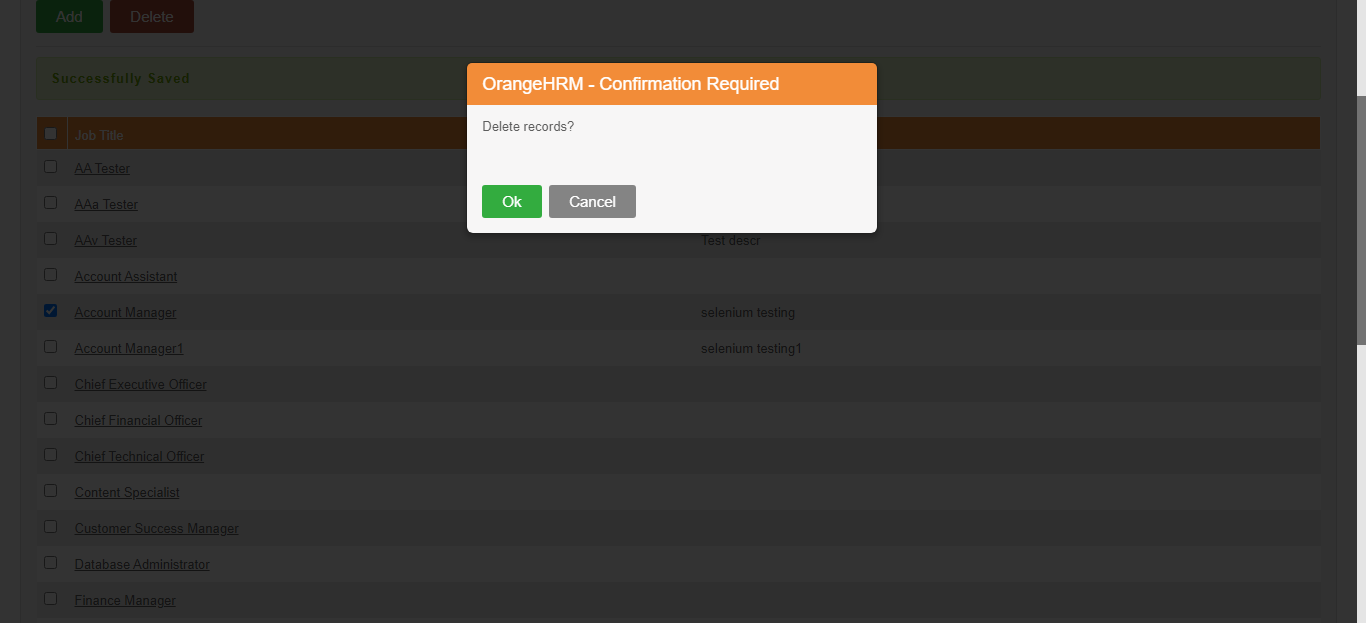 Add Delete
Successfully Saved
OrangeHRM - Confirmation Required
Delete records?
Ok Cancel
Job Title
AA Tester
AAa Tester
AAv Tester Test descr
Account Assistant
Account Manager selenium testing
Account Manager1 selenium testing1
Chief Executive Officer
Chief Financial Officer
Chief Technical Officer
Content Specialist
Customer Success Manager
Database Administrator
Finance Manager